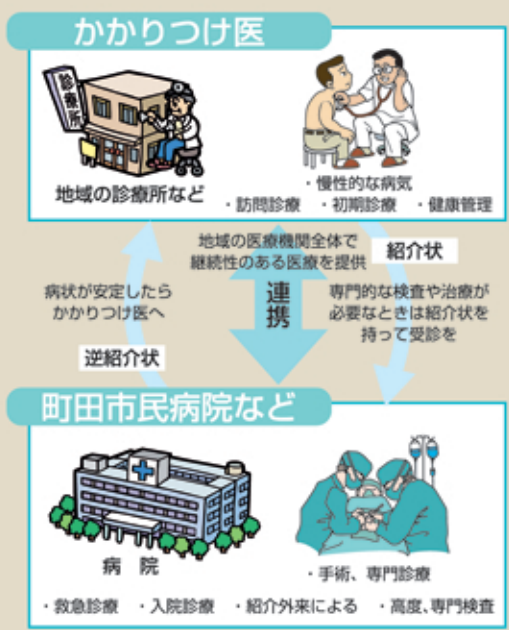 かかりつけ医
診療所
地域の診療所など
・慢性的な病気
・訪問診療 ・初期診療 ・健康管理
地域の医療機関全体で
継続性のある医療を提供
連携
紹介状
専門的な検査や治療が
必要なときは紹介状を
持って受診を
病状が安定したら
かかりつけ医へ
逆紹介状
町田市民病院など
病 院
・手術、専門診療
・救急診療 ・入院診療 ・紹介外来による ・高度、専門検査